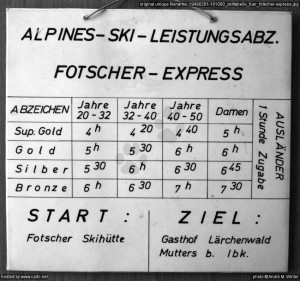 ALPINES-SKI-LEISTUNGSABZ.
FOTSCHER-EXPRESS
ABZEICHEN Jahre 20-32 Jahre 32-40 Jahre 40-50 Damen
Sup. Gold 4h 4 20 4 40 5h
Gold 5h 5 30 6h 6h
Silber 5 30 6h 6 30 6 45
Bronze 6h 6 30 7h 7 30
AUSLÄNDER
1 Stunde Zugabe
START :
Fotscher Skihütte
ZIEL :
Gasthof Lärchenwald
Mutters b. Ibk.